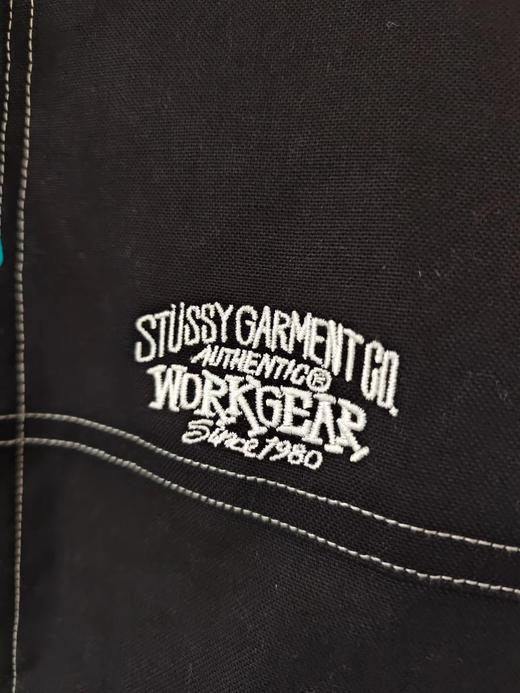 STÜSSY GARMENT CO.
AUTHENTIC®
WORKGEAR,
Since 1980